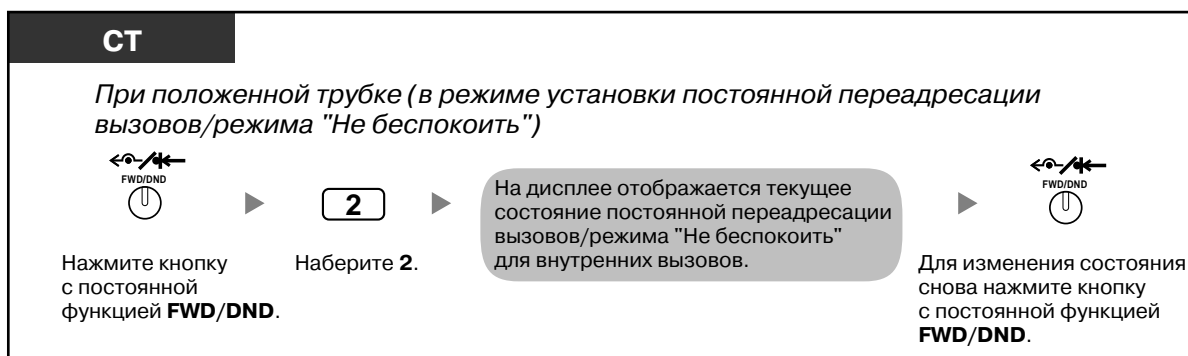 СТ
При положенной трубке (в режиме установки постоянной переадресации
вызовов/режима "Не беспокоить")
FWD/DND
Нажмите кнопку
с постоянной
функцией FWD/DND.
2
Наберите 2.
На дисплее отображается текущее
состояние постоянной переадресации
вызовов/режима "Не беспокоить"
для внутренних вызовов.
FWD/DND
Для изменения состояния
снова нажмите кнопку
с постоянной функцией
FWD/DND.